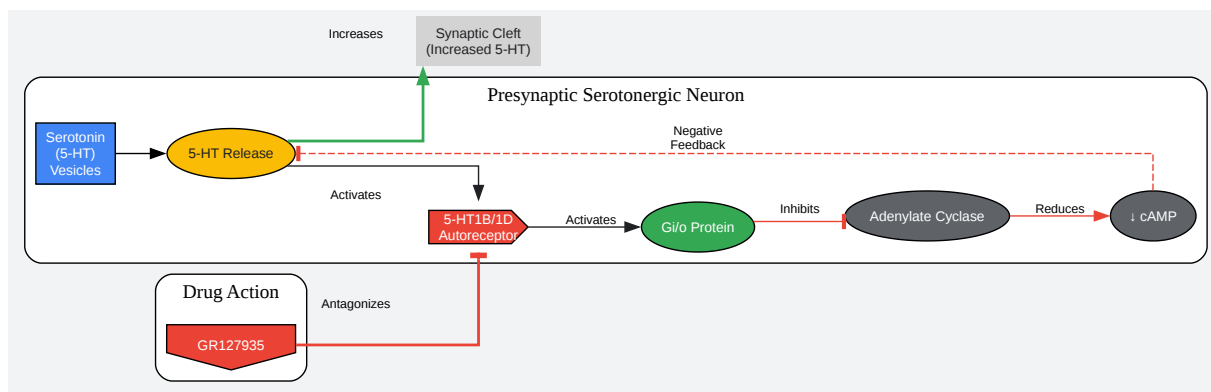 Increases
Synaptic Cleft
(Increased 5-HT)
Presynaptic Serotonergic Neuron
Serotonin
(5-HT)
Vesicles
5-HT Release
Negative
Feedback
Activates
5-HT1B/1D
Autoreceptor
Activates
Gi/o Protein
Inhibits
Adenylate Cyclase
Reduces
↓ cAMP
Drug Action
Antagonizes
GR127935